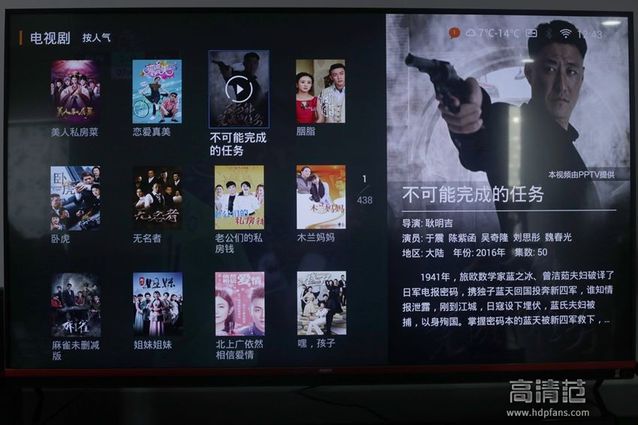 电视剧 按人气
7℃-14℃ 12:43
美人私房菜
恋爱真美
不可能完成
的任务
胭脂
卧虎
无名者
老公们的私
房钱
木兰妈妈
1
438
麻雀未删减
版
姐妹姐妹
北上广依然
相信爱情
嘿，孩子
本视频由PPTV提供
不可能完成的任务
导演: 耿明吉
演员: 于震 陈紫函 吴奇隆 刘思彤 魏春光
地区: 大陆 年份: 2016年 集数: 50
1941年，旅欧数学家蓝之冰、曾洁茹夫妇破译了
日军电报密码，携独子蓝天回国投奔新四军，谁知情
报泄露，刚到江城，日寇设下埋伏，蓝氏夫妇被
捕，以身殉国。掌握密码本的蓝天被新四军救下，...
高清范
www.hdpfans.com